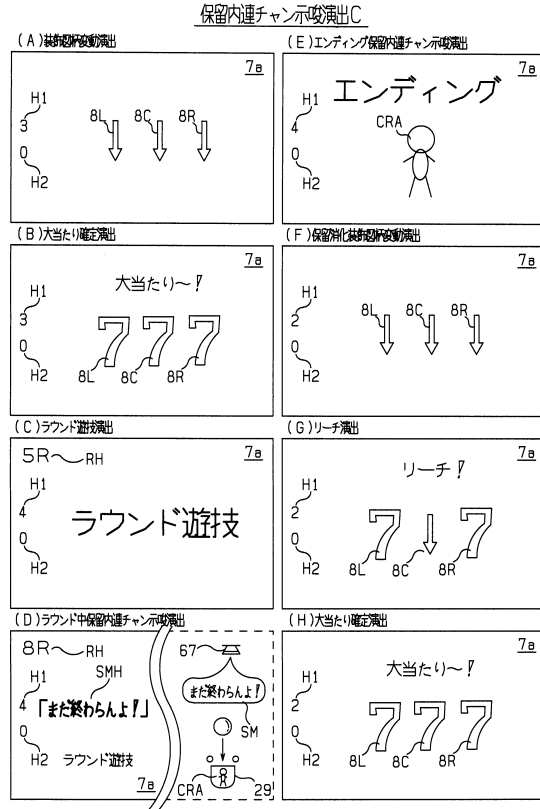 保留内連チャン示唆演出C
(A)装飾図柄変動演出
7a
H1
3
0
H2
8L
8C
8R
(B)大当たり確定演出
7a
大当たり〜!
H1
3
0
H2
777
8L
8C
8R
(C)ラウンド遊技演出
5R
RH
7a
H1
4
0
H2
ラウンド遊技
(D)ラウンド中保留内連チャン示唆演出
8R
RH
H1
SMH
4
「まだ終わらんよ!」
0
H2
ラウンド遊技
7a
67
まだ終わらんよ!
SM
CRA
29
(E)エンディング保留内連チャン示唆演出
7a
エンディング
H1
4
0
H2
CRA
(F)保留消化装飾図柄変動演出
7a
H1
2
0
H2
8L
8C
8R
(G)リーチ演出
7a
リーチ!
H1
2
0
H2
7
7
8L
8C
8R
(H)大当たり確定演出
7a
大当たり〜!
H1
2
0
H2
777
8L
8C
8R